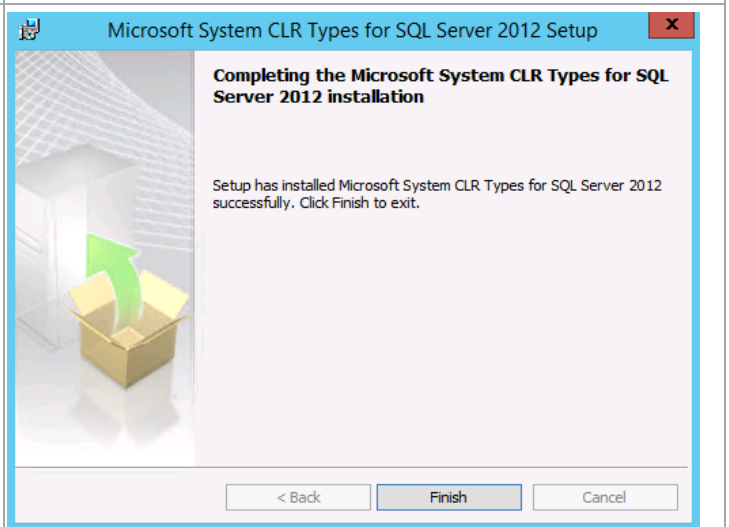 Microsoft System CLR Types for SQL Server 2012 Setup
x
Completing the Microsoft System CLR Types for SQL
Server 2012 installation
Setup has installed Microsoft System CLR Types for SQL Server 2012
successfully. Click Finish to exit.
< Back Finish Cancel